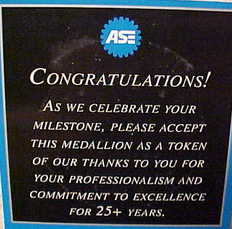 ASE
CONGRATULATIONS!
AS WE CELEBRATE YOUR
MILESTONE, PLEASE ACCEPT
THIS MEDALLION AS A TOKEN
OF OUR THANKS TO YOU FOR
YOUR PROFESSIONALISM AND
COMMITMENT TO EXCELLENCE
FOR 25+ YEARS.